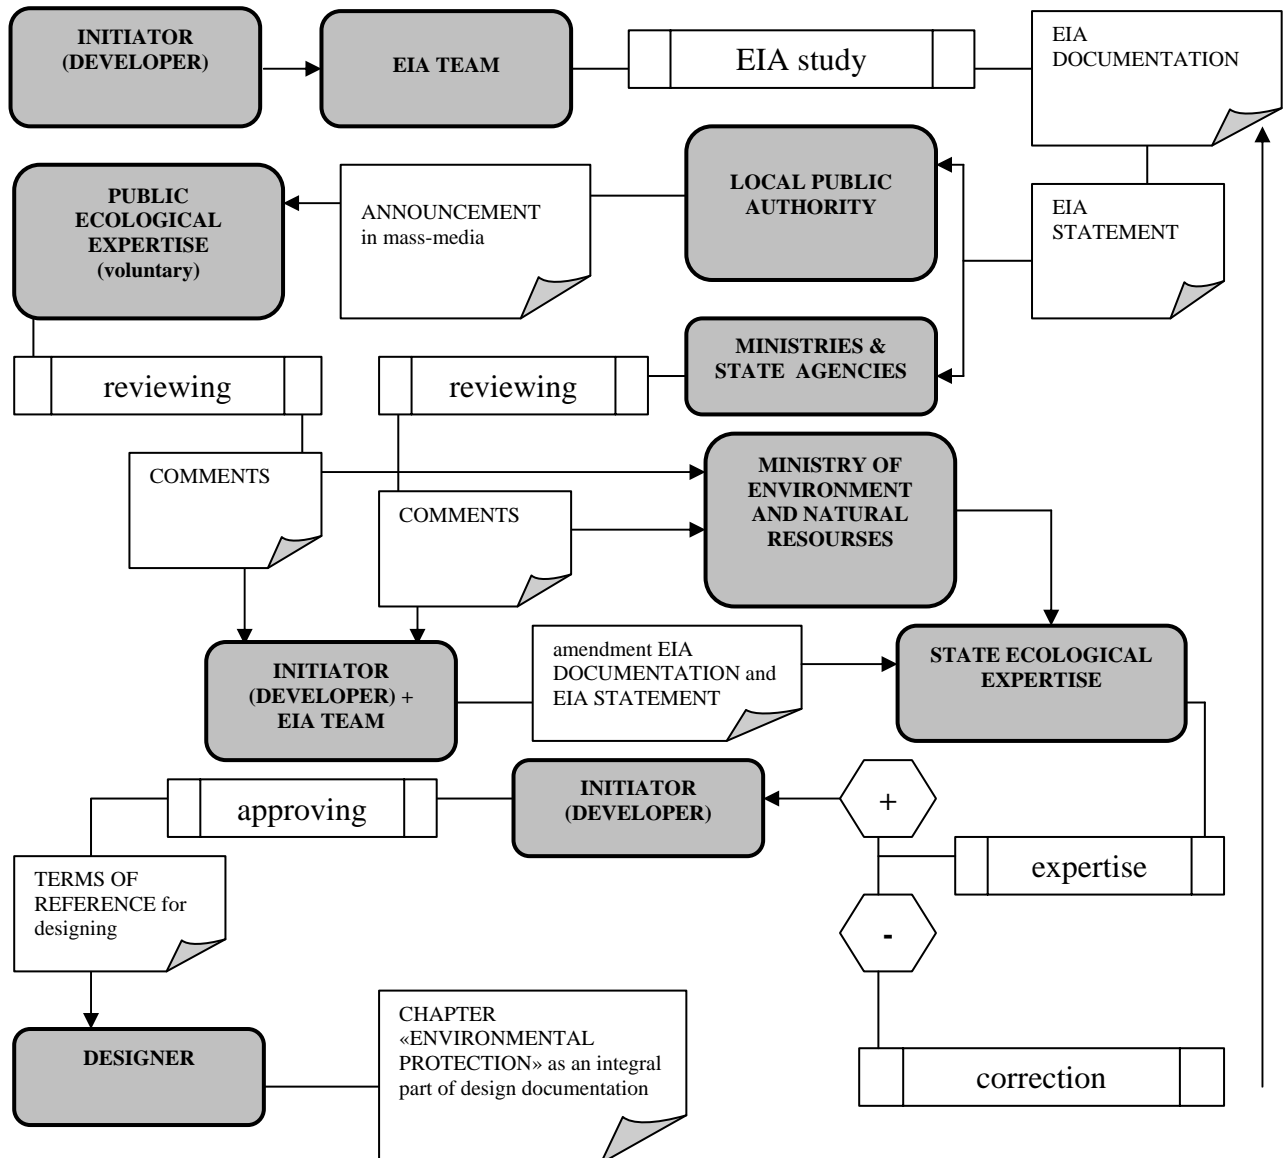 INITIATOR
(DEVELOPER)
EIA TEAM
EIA study
EIA
DOCUMENTATION
PUBLIC
ECOLOGICAL
EXPERTISE
(voluntary)
ANNOUNCEMENT
in mass-media
LOCAL PUBLIC
AUTHORITY
EIA
STATEMENT
reviewing
reviewing
MINISTRIES &
STATE AGENCIES
COMMENTS
COMMENTS
MINISTRY OF
ENVIRONMENT
AND NATURAL
RESOURSES
INITIATOR
(DEVELOPER) +
EIA TEAM
amendment EIA
DOCUMENTATION and
EIA STATEMENT
STATE ECOLOGICAL
EXPERTISE
approving
INITIATOR
(DEVELOPER)
+
expertise
TERMS OF
REFERENCE for
designing
-
DESIGNER
CHAPTER
«ENVIRONMENTAL
PROTECTION» as an integral
part of design documentation
correction